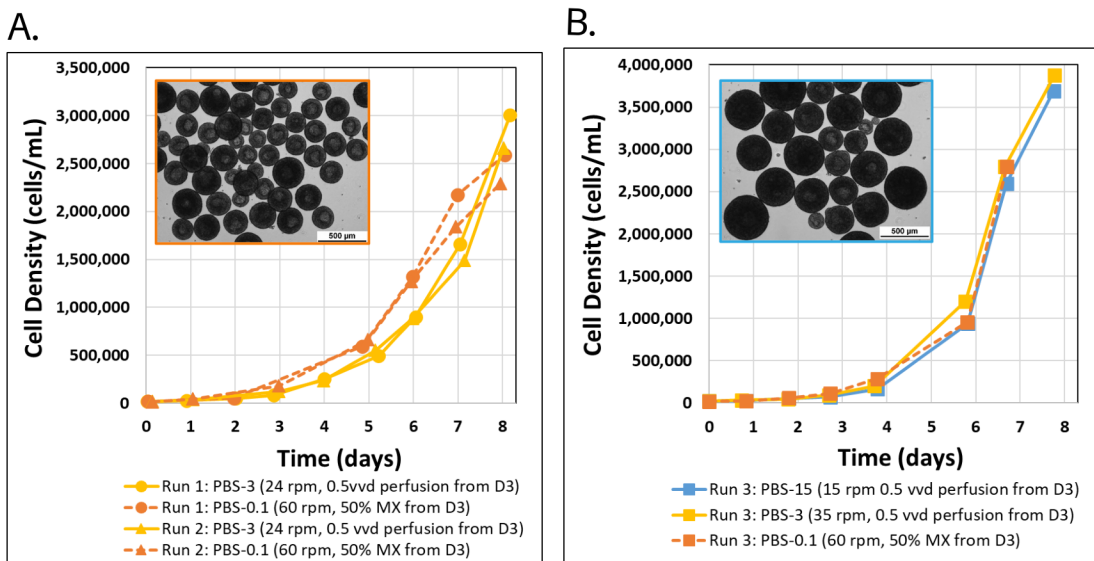 A.
3,500,000
3,000,000
2,500,000
2,000,000
1,500,000
1,000,000
500,000
0
Cell Density (cells/mL)
500 µm
0 1 2 3 4 5 6 7 8
Time (days)
Run 1: PBS-3 (24 rpm, 0.5vvd perfusion from D3)
Run 1: PBS-0.1 (60 rpm, 50% MX from D3)
Run 2: PBS-3 (24 rpm, 0.5 vvd perfusion from D3)
Run 2: PBS-0.1 (60 rpm, 50% MX from D3)
B.
4,000,000
3,500,000
3,000,000
2,500,000
2,000,000
1,500,000
1,000,000
500,000
0
Cell Density (cells/mL)
500 µm
0 1 2 3 4 5 6 7 8
Time (days)
Run 3: PBS-15 (15 rpm 0.5 vvd perfusion from D3)
Run 3: PBS-3 (35 rpm, 0.5 vvd perfusion from D3)
Run 3: PBS-0.1 (60 rpm, 50% MX from D3)